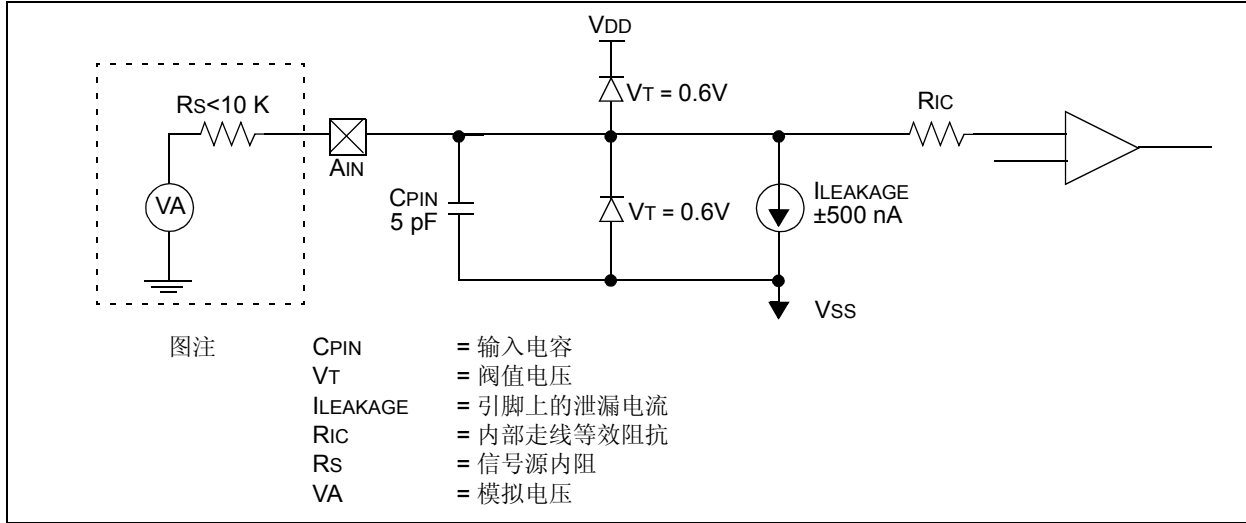 VDD
VT = 0.6V
RS<10 K
RIC
AIN
VA
CPIN
5 pF
VT = 0.6V
ILEAKAGE
±500 nA
VSS
图注
CPIN = 输入电容
VT = 阀值电压
ILEAKAGE = 引脚上的泄漏电流
RIC = 内部走线等效阻抗
RS = 信号源内阻
VA = 模拟电压